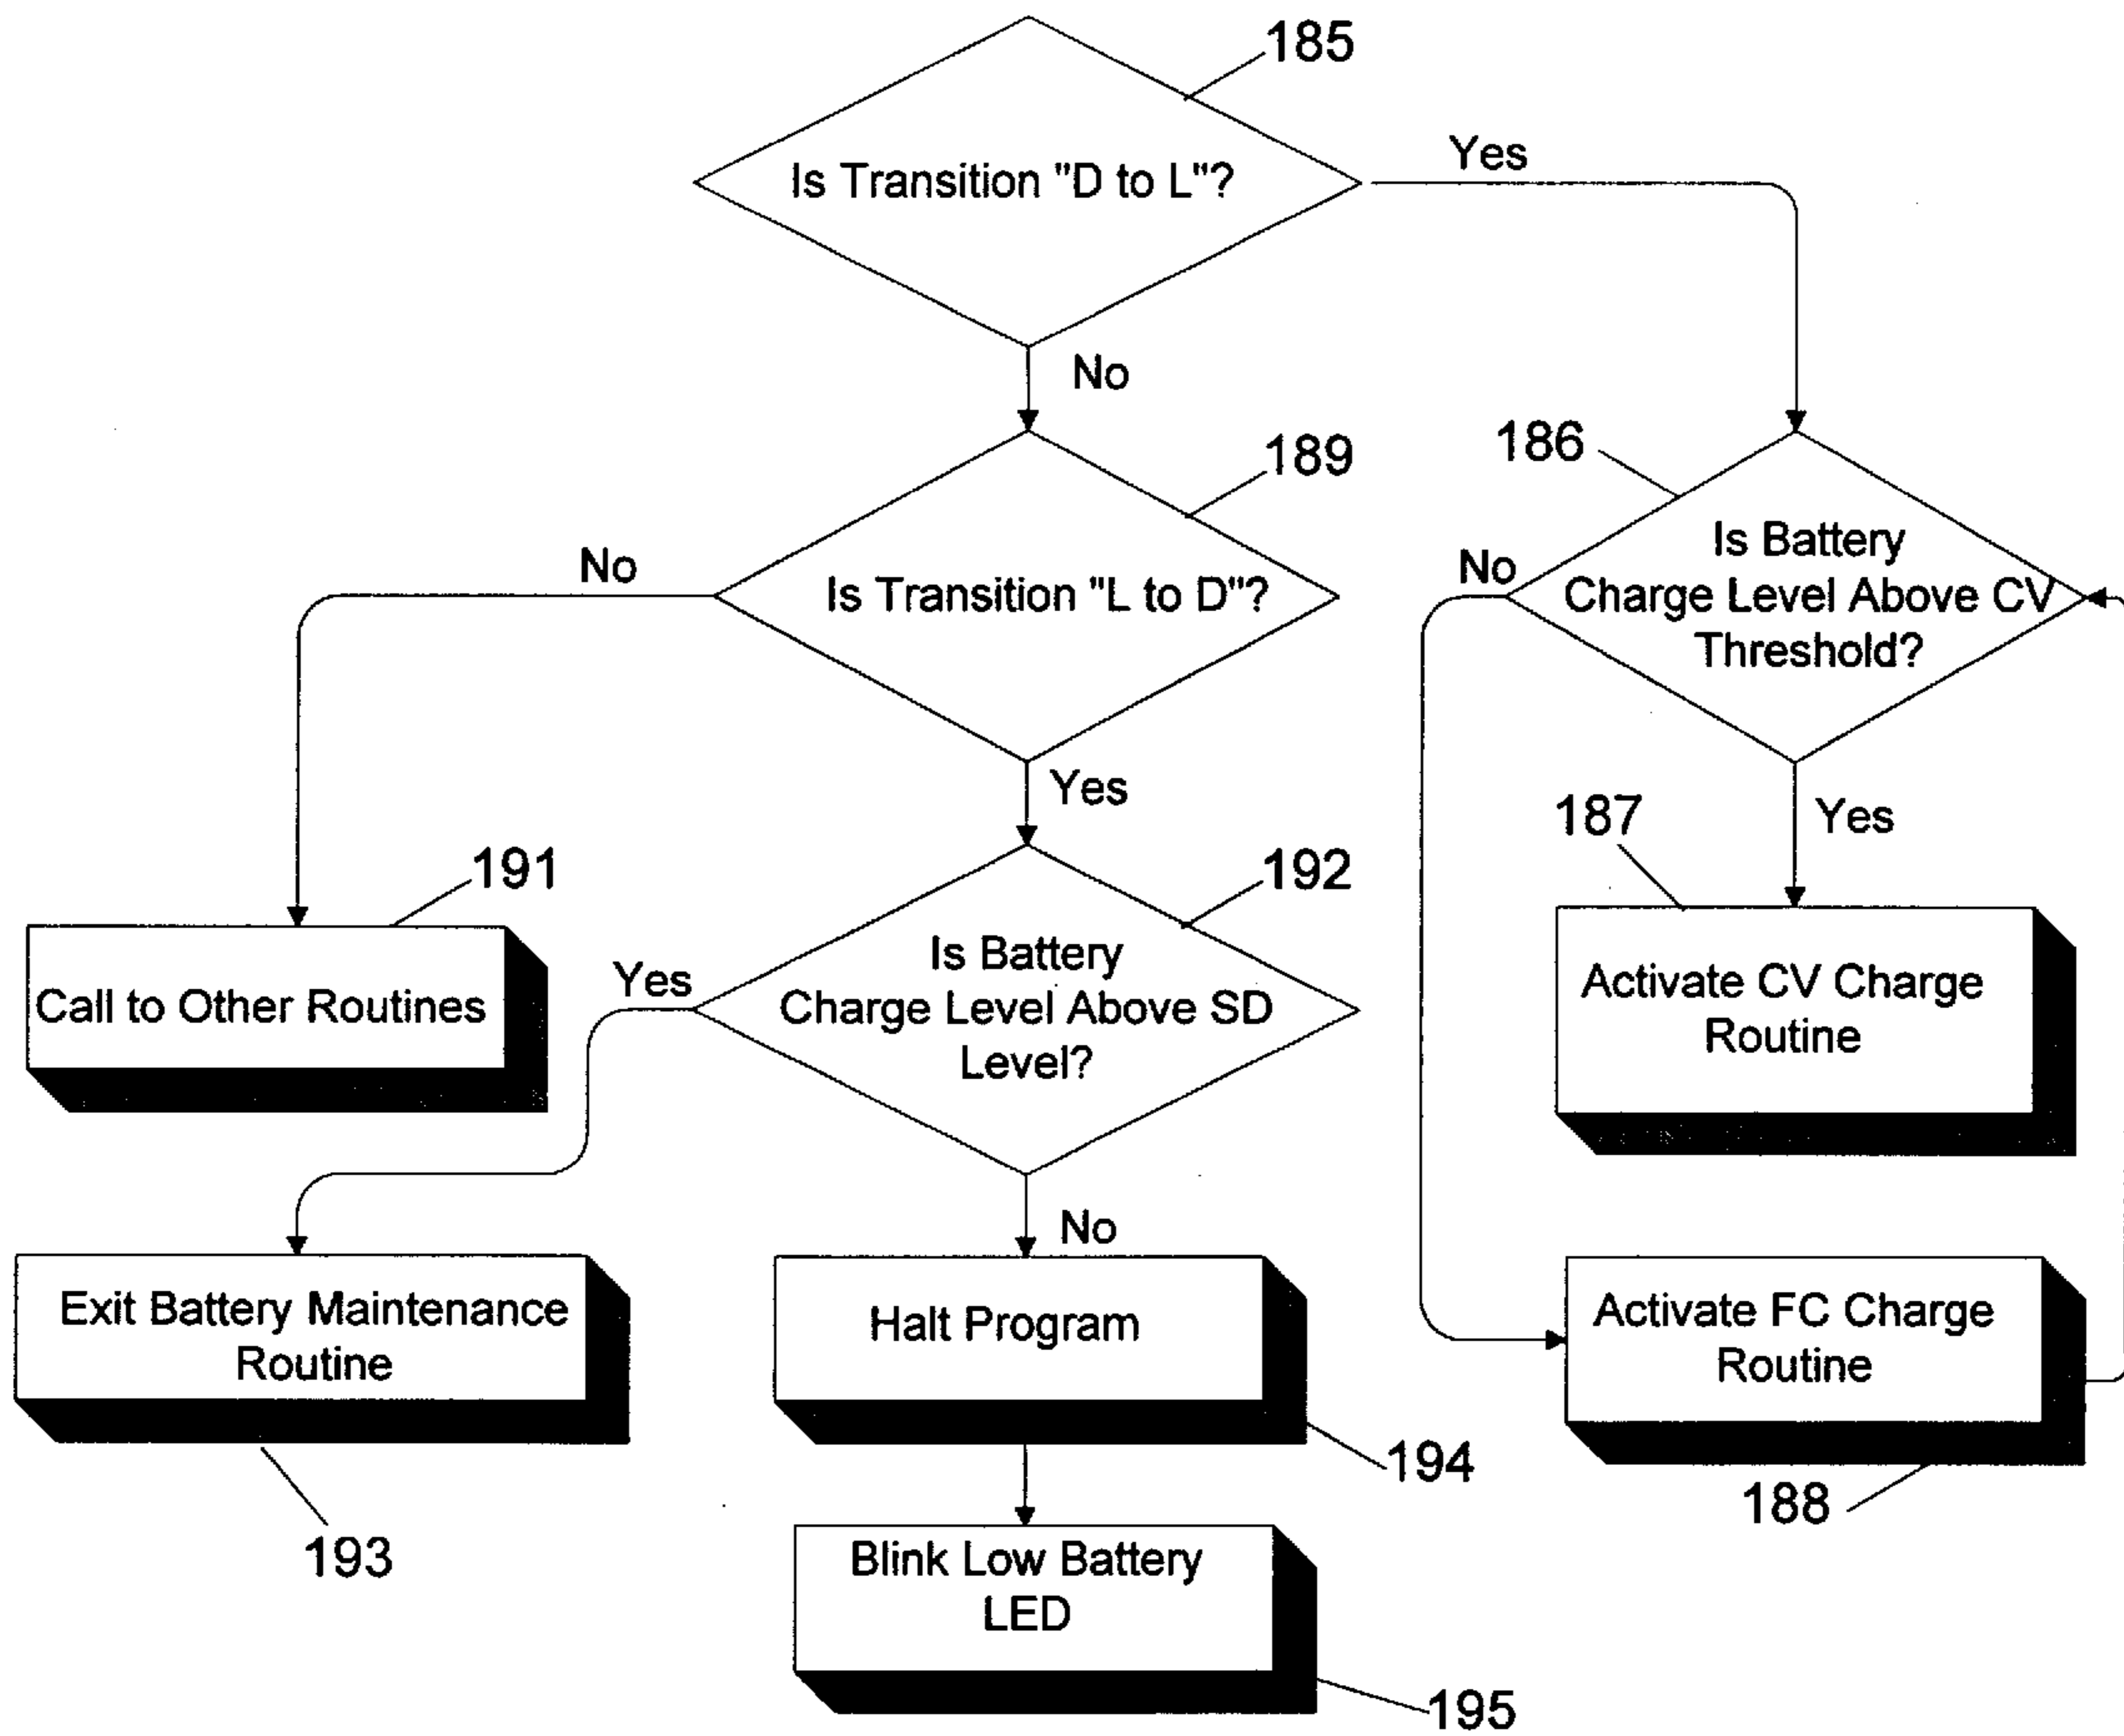 185
Is Transition "D to L"?
Yes
No
189
186
Is Transition "L to D"?
No
Is Battery
Charge Level Above CV
Threshold?
No
Yes
187
Yes
191
192
Call to Other Routines
Is Battery
Charge Level Above SD
Level?
Yes
Activate CV Charge
Routine
No
Exit Battery Maintenance
Routine
Halt Program
Activate FC Charge
Routine
194
188
193
Blink Low Battery
LED
195